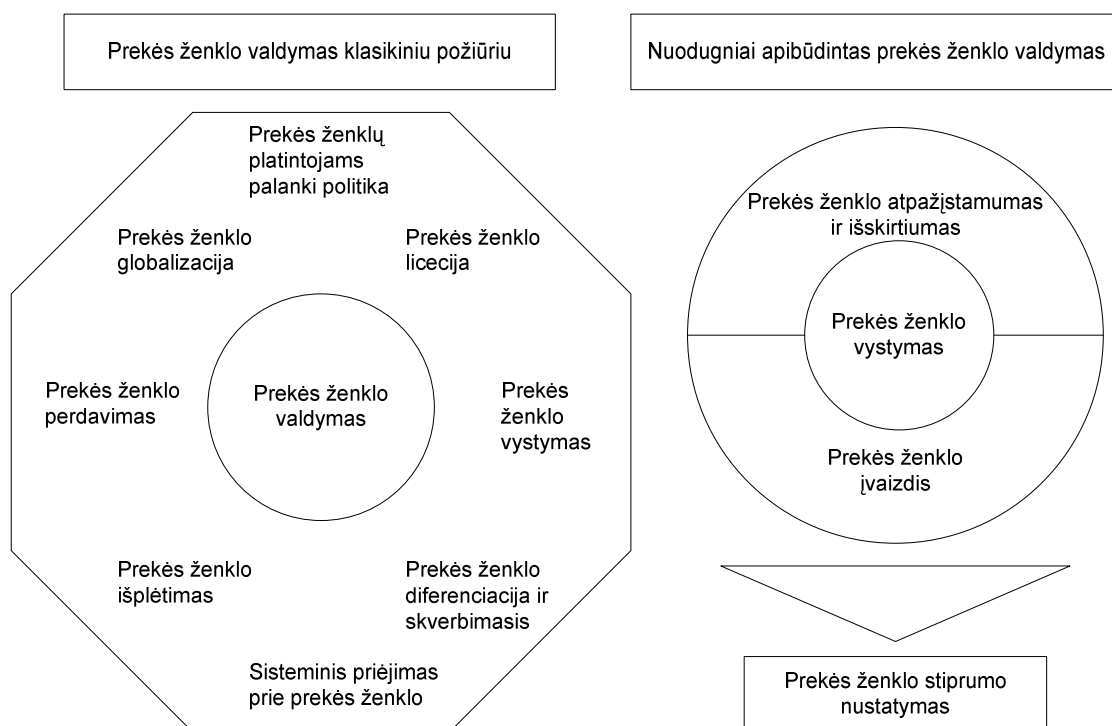 Prekės ženklo valdymas klasikiniu požiūriu
Nuodugniai apibūdintas prekės ženklo valdymas
Prekės ženklų
platintojams
palanki politika
Prekės ženklo
globalizacija
Prekės ženklo
licecija
Prekės ženklo
perdavimas
Prekės ženklo
valdymas
Prekės
ženklo
vystymas
Prekės ženklo
išplėtimas
Prekės ženklo
diferenciacija ir
skverbimasis
Sisteminis priėjimas
prie prekės ženklo
Prekės ženklo atpažįstamumas
ir išskirtiumas
Prekės ženklo
vystymas
Prekės ženklo
įvaizdis
Prekės ženklo stiprumo
nustatymas